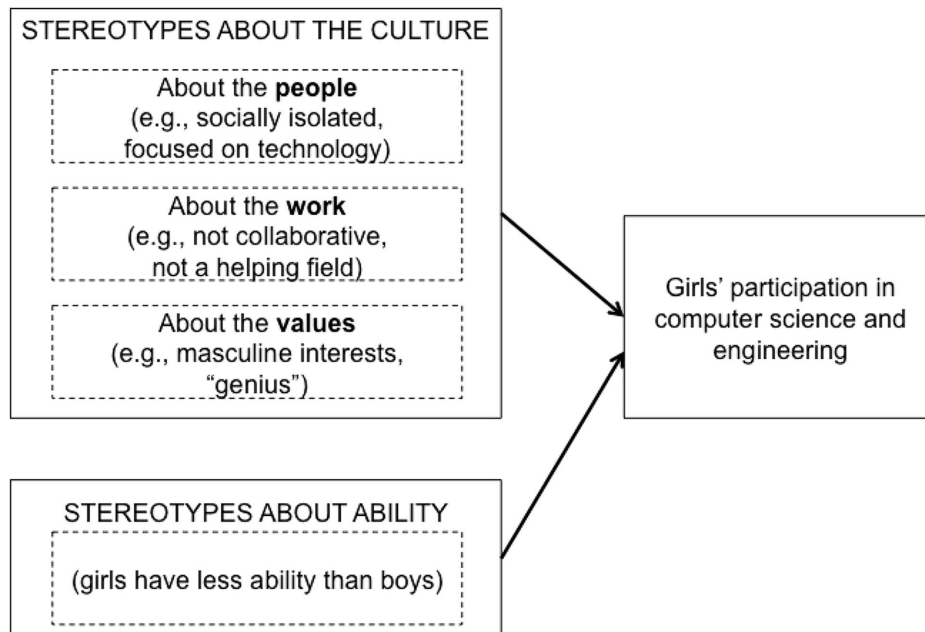 STEREOTYPES ABOUT THE CULTURE
About the people
(e.g., socially isolated,
focused on technology)
About the work
(e.g., not collaborative,
not a helping field)
About the values
(e.g., masculine interests,
“genius”)
Girls’ participation in
computer science and
engineering
STEREOTYPES ABOUT ABILITY
(girls have less ability than boys)